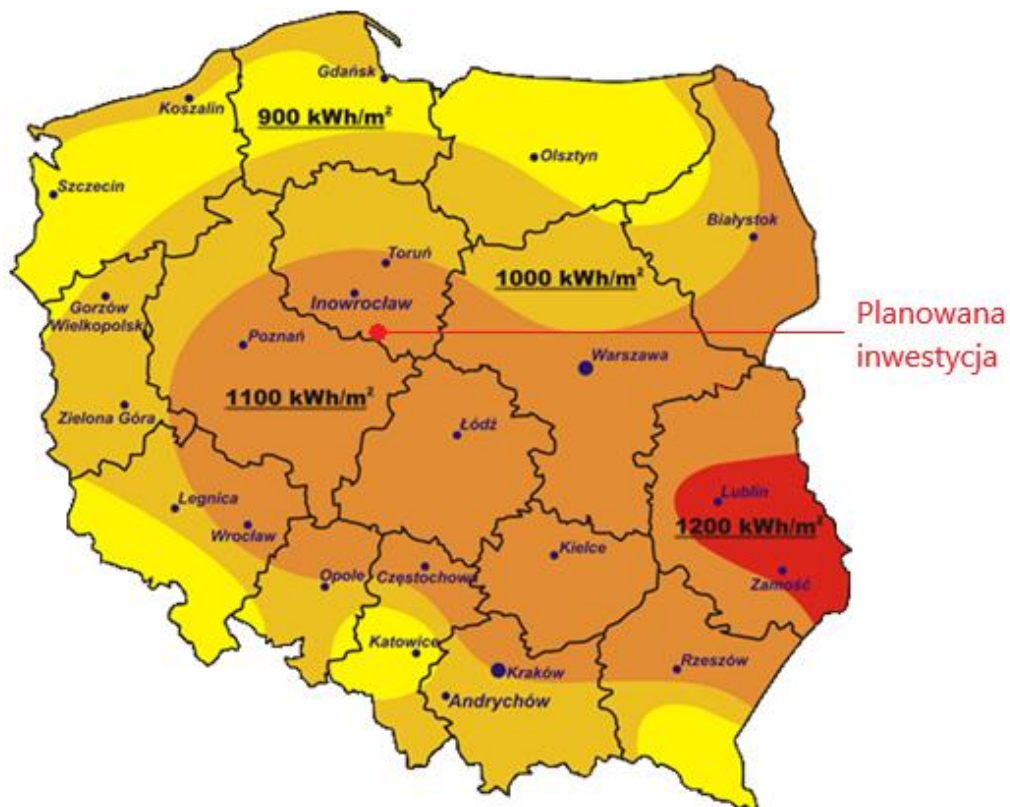 Gdańsk
Koszalin
900 kWh/m²
Olsztyn
Szczecin
Białystok
Toruń
1000 kWh/m²
Inowrocław
Gorzów
Wielkopolski
Planowana
inwestycja
Poznań
Warszawa
1100 kWh/m²
Zielona Góra
Łódź
Legnica
Lublin
Wrocław
1200 kWh/m²
Kielce
Opole
Częstochowa
Zamość
Katowice
Kraków
Rzeszów
Andrychów